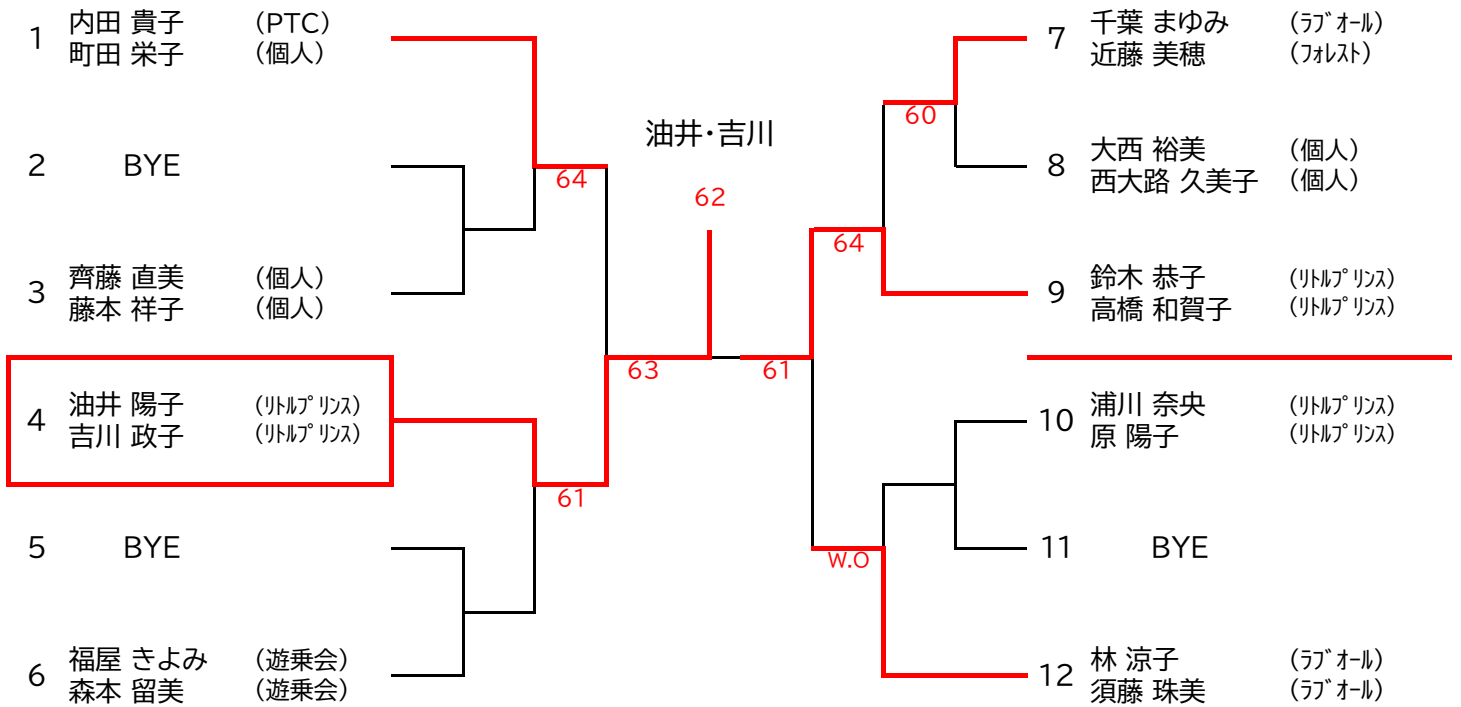 1 内田 貴子 (PTC)
町田 栄子 (個人)
2 BYE
3 齊藤 直美 (個人)
藤本 祥子 (個人)
4 油井 陽子 (ﾘﾄﾙﾌﾟﾘﾝｽ)
吉川 政子 (ﾘﾄﾙﾌﾟﾘﾝｽ)
5 BYE
6 福屋 きよみ (遊乗会)
森本 留美 (遊乗会)
64
61
63
油井・吉川
62
61
60
64
W.O
7 千葉 まゆみ (ﾗﾌﾞｵｰﾙ)
近藤 美穂 (ﾌｫﾚｽﾄ)
8 大西 裕美 (個人)
西大路 久美子 (個人)
9 鈴木 恭子 (ﾘﾄﾙﾌﾟﾘﾝｽ)
高橋 和賀子 (ﾘﾄﾙﾌﾟﾘﾝｽ)
10 浦川 奈央 (ﾘﾄﾙﾌﾟﾘﾝｽ)
原 陽子 (ﾘﾄﾙﾌﾟﾘﾝｽ)
11 BYE
12 林 涼子 (ﾗﾌﾞｵｰﾙ)
須藤 珠美 (ﾗﾌﾞｵｰﾙ)